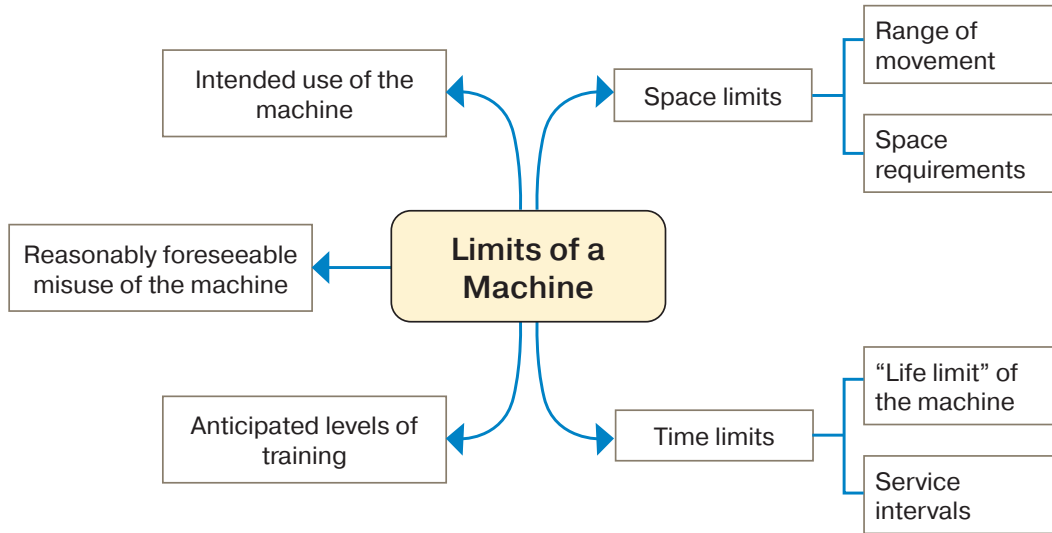 Intended use of the
machine
Reasonably foreseeable
misuse of the machine
Anticipated levels of
training
Limits of a
Machine
Space limits
Range of
movement
Space
requirements
Time limits
“Life limit” of
the machine
Service
intervals